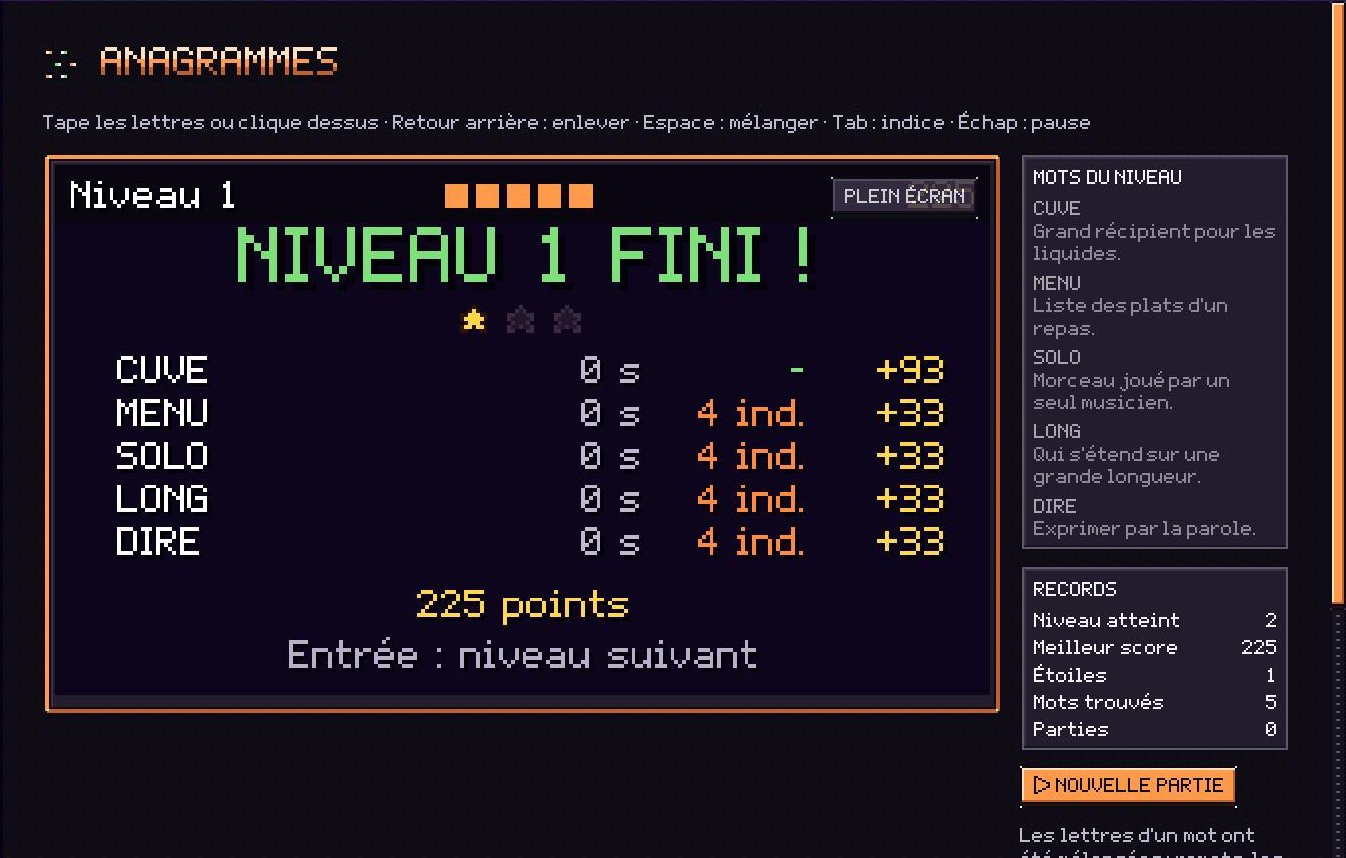 ANAGRAMMES
Tape les lettres ou clique dessus · Retour arrière : enlever · Espace : mélanger · Tab : indice · Échap : pause
Niveau 1
PLEIN ÉCRAN
NIVEAU 1 FINI !
CUVE 0 s - +93
MENU 0 s 4 ind. +33
SOLO 0 s 4 ind. +33
LONG 0 s 4 ind. +33
DIRE 0 s 4 ind. +33
225 points
Entrée : niveau suivant
MOTS DU NIVEAU
CUVE
Grand récipient pour les
liquides.
MENU
Liste des plats d'un
repas.
SOLO
Morceau joué par un
seul musicien.
LONG
Qui s'étend sur une
grande longueur.
DIRE
Exprimer par la parole.
RECORDS
Niveau atteint 2
Meilleur score 225
Étoiles 1
Mots trouvés 5
Parties 0
NOUVELLE PARTIE
Les lettres d'un mot ont